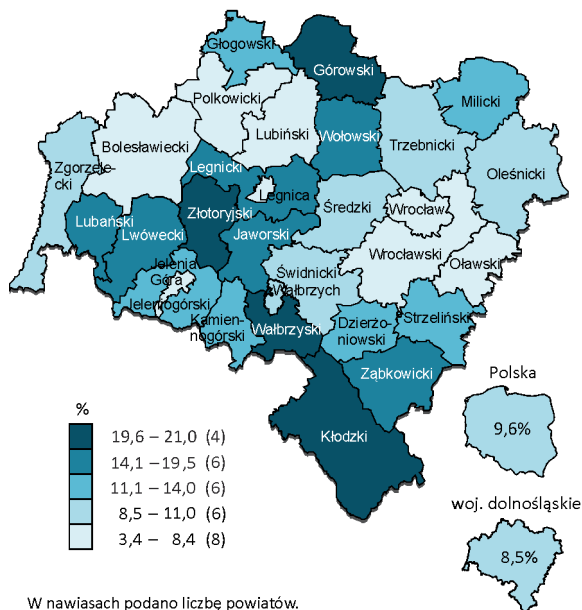 Głogowski
Górowski
Milicki
Polkowicki
Lubiński
Wołowski
Trzebnicki
Bolesławiecki
Zgorzele-
cki
Legnicki
Legnica
Oleśnicki
Złotoryjski
Średzki
Wrocław
Lubański
Lwówecki
Jaworski
Wrocławski
Oławski
Jelenia
Góra
Świdnicki
Wałbrzych
Jeleniogórski
Kamien-
nogórski
Wałbrzyski
Dzierżo-
niowski
Strzeliński
Ząbkowicki
Kłodzki
Polska
9,6%
woj. dolnośląskie
8,5%
%
19,6 – 21,0 (4)
14,1 – 19,5 (6)
11,1 – 14,0 (6)
8,5 – 11,0 (6)
3,4 – 8,4 (8)
W nawiasach podano liczbę powiatów.